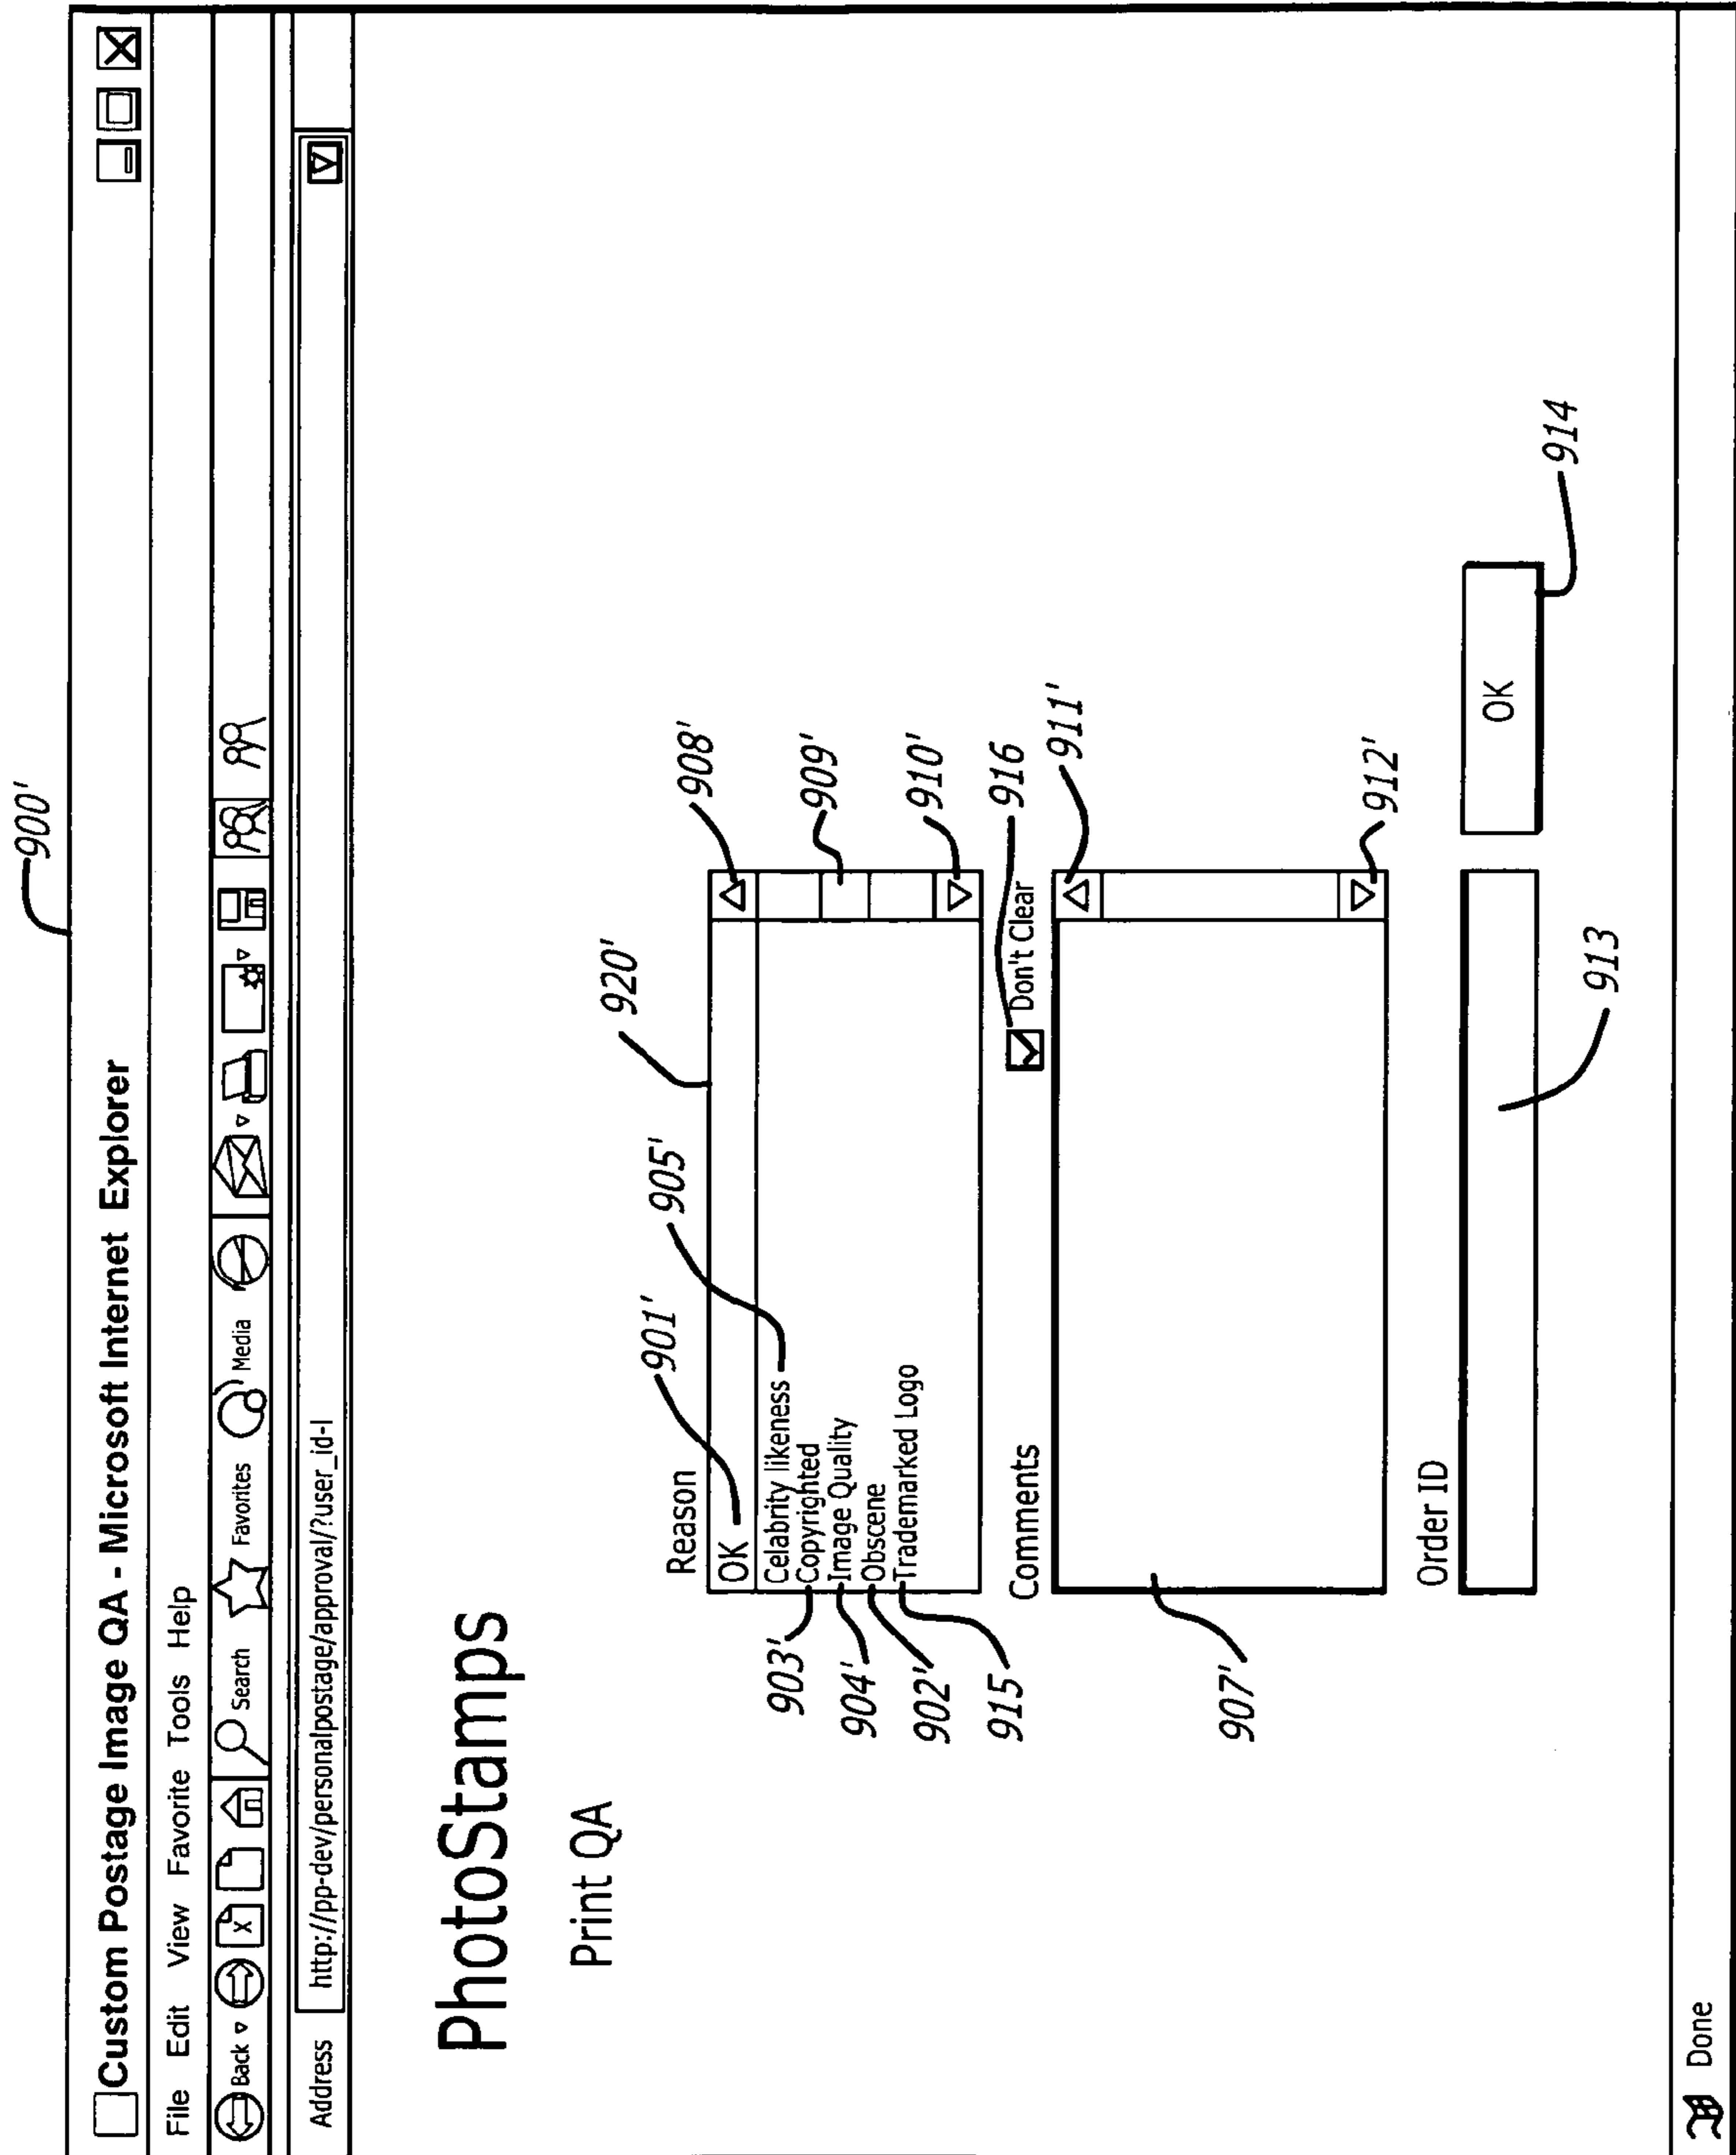 900'
Custom Postage Image QA - Microsoft Internet Explorer
File Edit View Favorite Tools Help
Back X Search Favorites Media
Address http://pp-dev/personalpostage/approval/?user_id-l
PhotoStamps
Print QA
920'
901'
905'
Reason
OK
908'
Celabrity likeness
903'
Copyrighted
909'
904'
Image Quality
902'
Obscene
910'
915
Trademarked Logo
916
Don't Clear
Comments
911'
907'
912'
Order ID
OK
913
914
Done